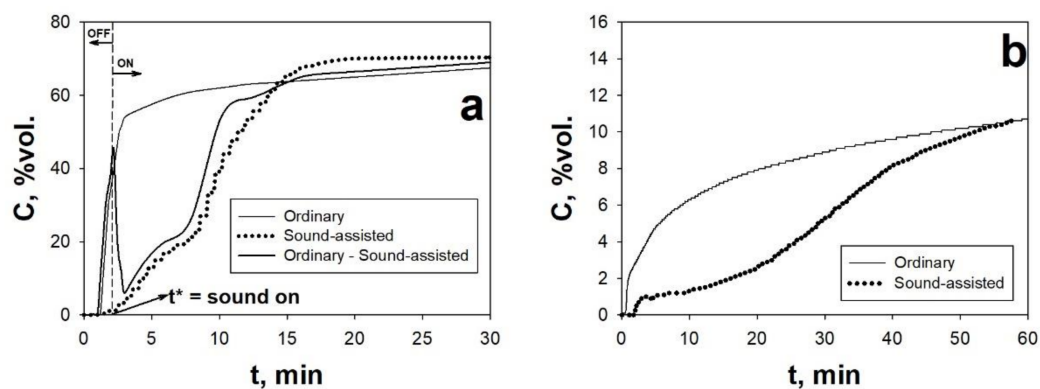 OFF
ON
a
80
60
40
20
0
C, %vol.
Ordinary
Sound-assisted
Ordinary - Sound-assisted
t* = sound on
0 5 10 15 20 25 30
t, min
b
16
14
12
10
8
6
4
2
0
C, %vol.
Ordinary
Sound-assisted
0 10 20 30 40 50 60
t, min